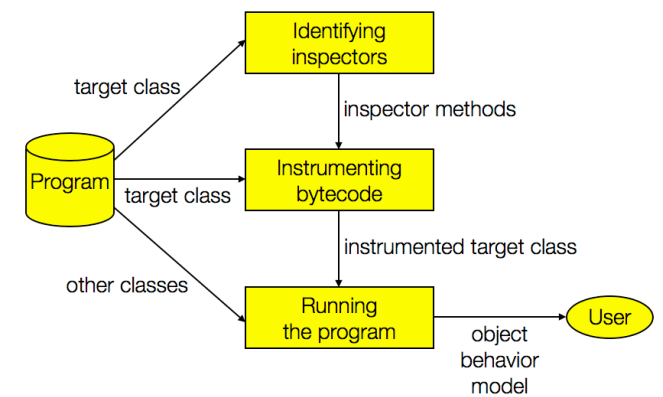 Identifying
inspectors
target class
inspector methods
Program
Instrumenting
bytecode
target class
instrumented target class
other classes
Running
the program
User
object
behavior
model